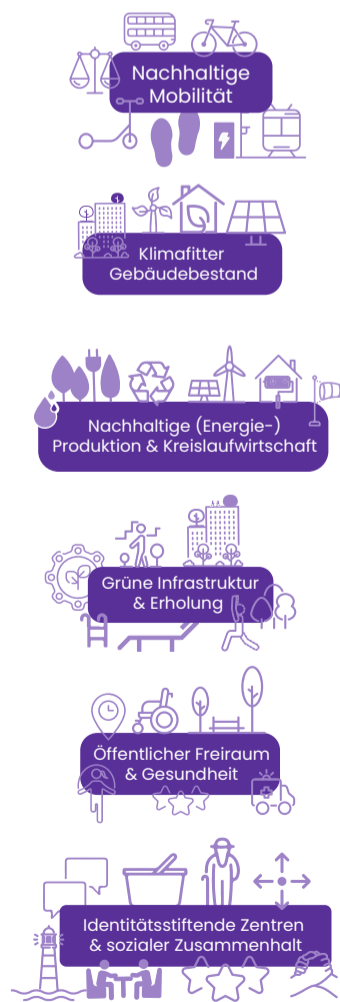 Nachhaltige
Mobilität
Klimafitter
Gebäudebestand
Nachhaltige (Energie-)
Produktion & Kreislaufwirtschaft
Grüne Infrastruktur
& Erholung
Öffentlicher Freiraum
& Gesundheit
Identitätsstiftende Zentren
& sozialer Zusammenhalt